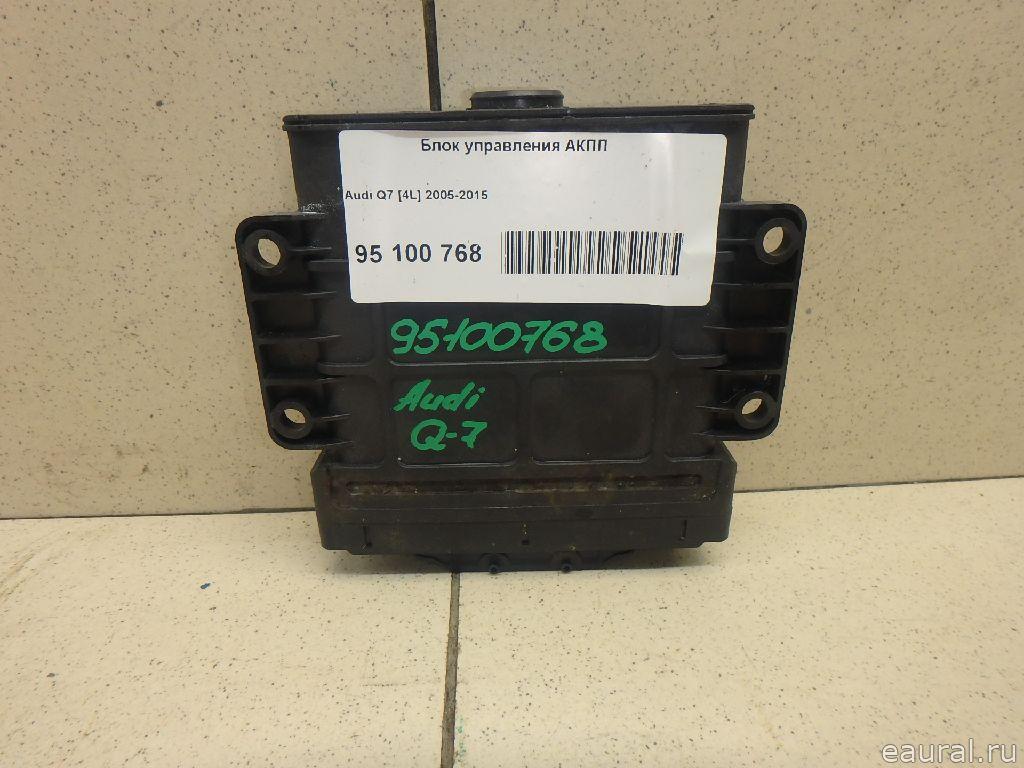 Блок управления АКПП
Audi Q7 [4L] 2005-2015
95 100 768
95100768
Audi
Q-7
eaural.ru